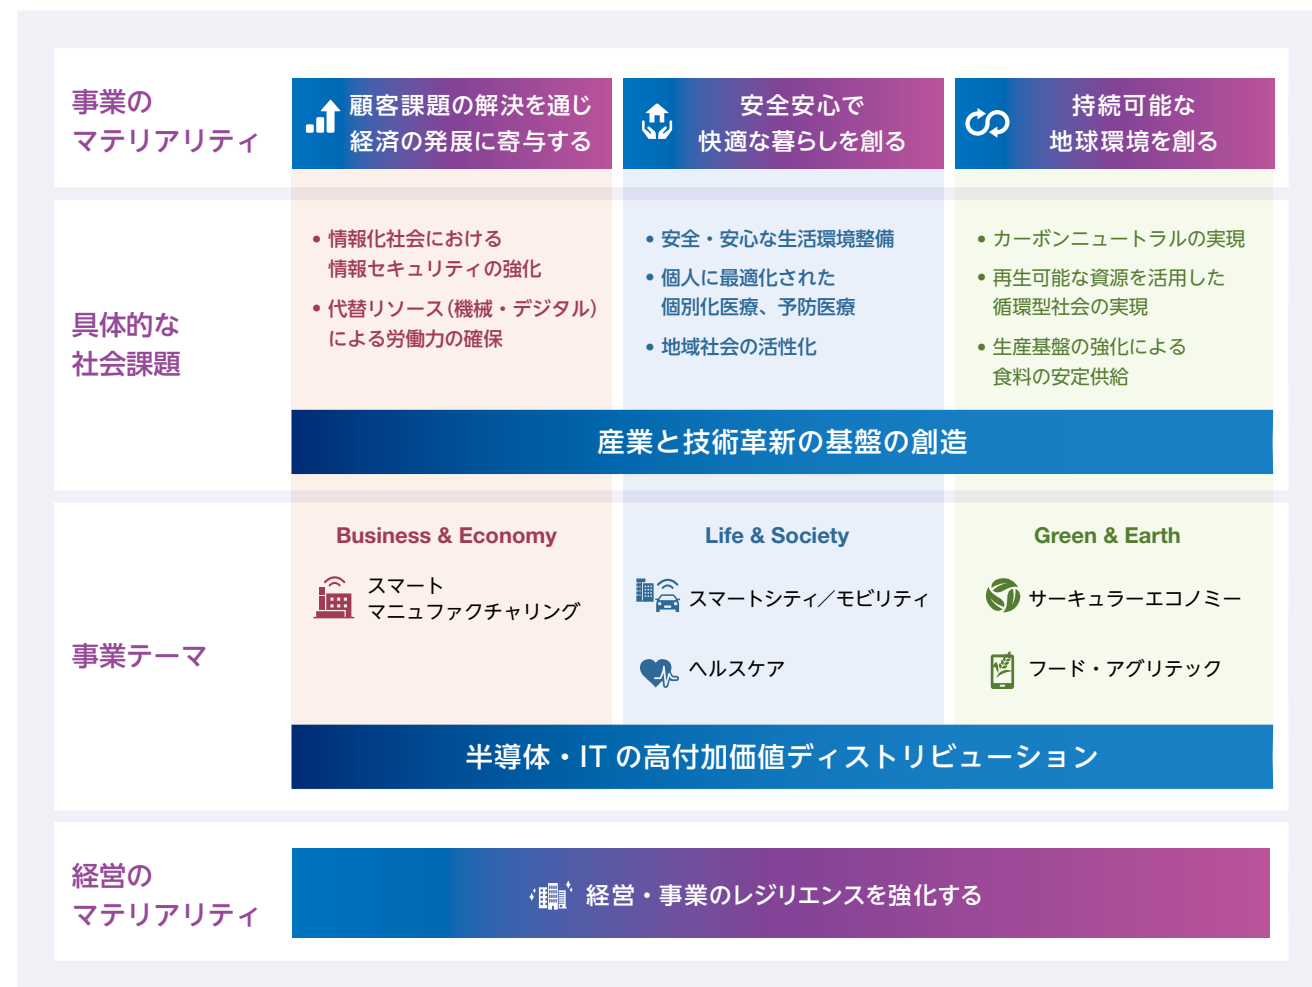 事業の
マテリアリティ
顧客課題の解決を通じ
経済の発展に寄与する
安全安心で
快適な暮らしを創る
持続可能な
地球環境を創る
具体的な
社会課題
• 情報化社会における
情報セキュリティの強化
• 代替リソース（機械・デジタル）
による労働力の確保
• 安全・安心な生活環境整備
• 個人に最適化された
個別化医療、予防医療
• 地域社会の活性化
• カーボンニュートラルの実現
• 再生可能な資源を活用した
循環型社会の実現
• 生産基盤の強化による
食料の安定供給
産業と技術革新の基盤の創造
事業テーマ
Business & Economy
スマート
マニュファクチャリング
Life & Society
スマートシティ／モビリティ
ヘルスケア
Green & Earth
サーキュラーエコノミー
フード・アグリテック
半導体・IT の高付加価値ディストリビューション
経営の
マテリアリティ
経営・事業のレジリエンスを強化する